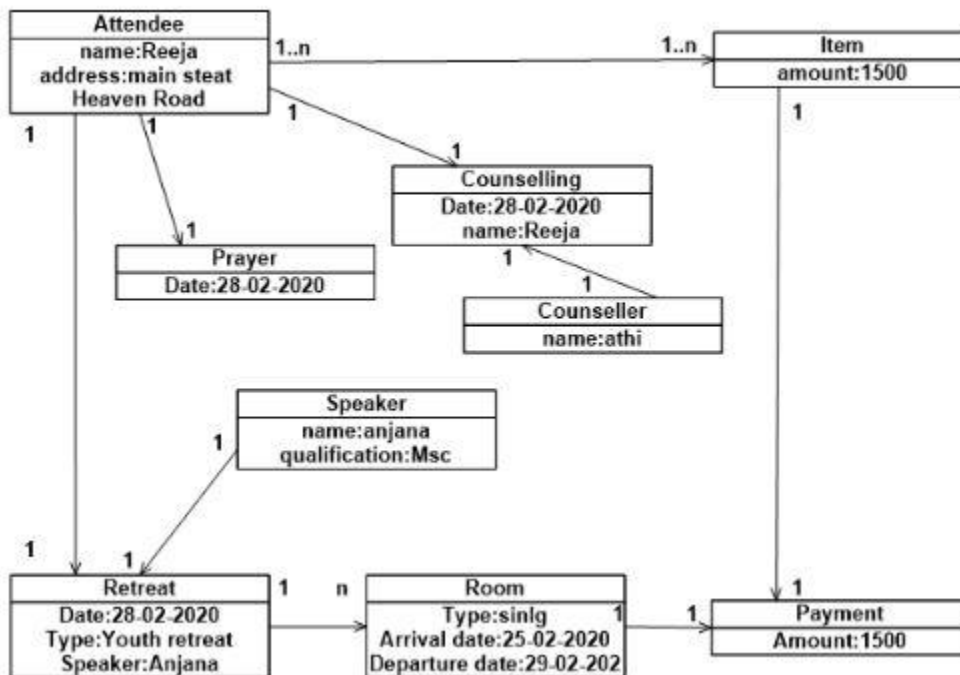 Attendee
name:Reeja
address:main steat
Heaven Road
1..n
1..n
Item
amount:1500
1
1
1
1
1
Counselling
Date:28-02-2020
name:Reeja
1
Prayer
Date:28-02-2020
1
1
Counseller
name:athi
Speaker
name:anjana
qualification:Msc
1
1
1
1
Retreat
Date:28-02-2020
Type:Youth retreat
Speaker:Anjana
1
n
Room
Type:sinlg
Arrival date:25-02-2020
Departure date:29-02-202
1
1
Payment
Amount:1500